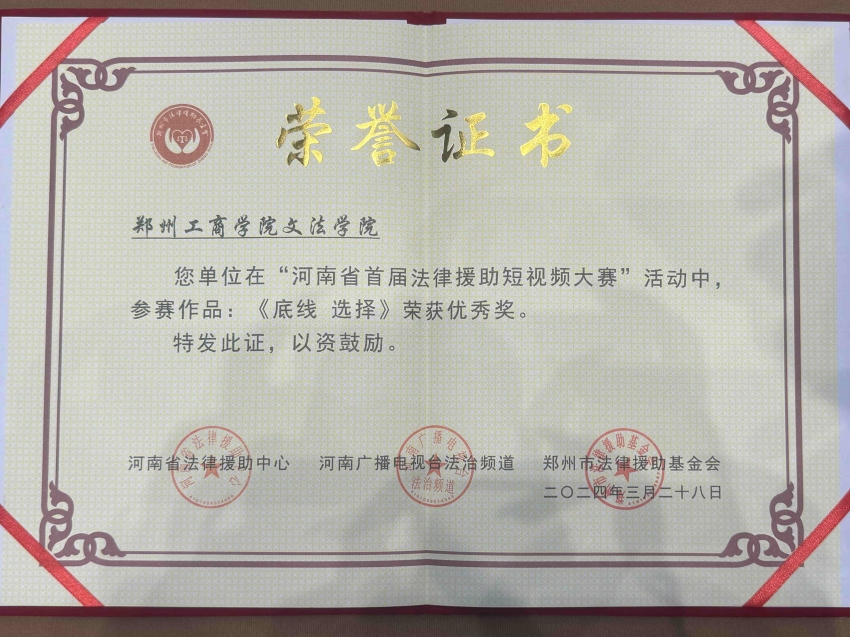 荣誉证书
郑州工商学院文法学院
您单位在“河南省首届法律援助短视频大赛”活动中，
参赛作品：《底线 选择》荣获优秀奖。
特发此证，以资鼓励。
河南省法律援助中心 河南广播电视台法治频道 郑州市法律援助基金会
二〇二四年三月二十八日
法治频道